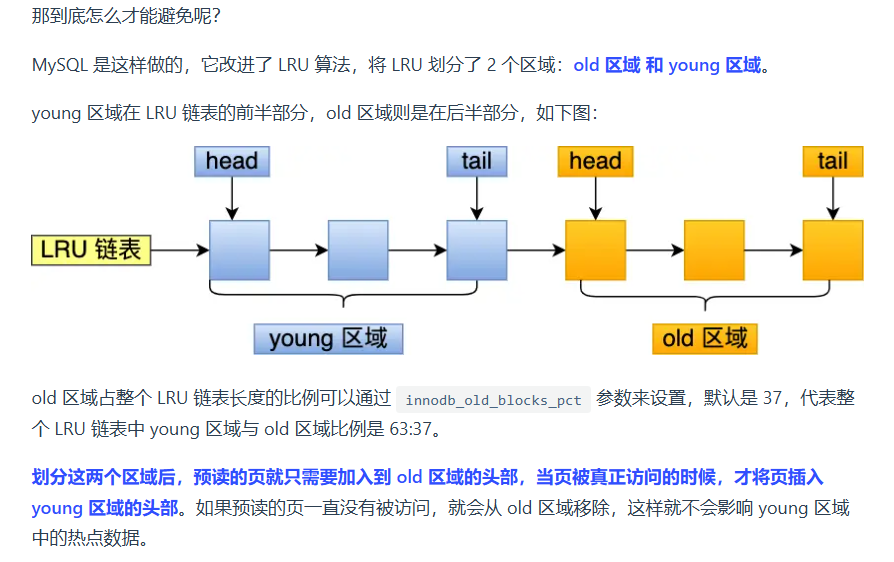 那到底怎么才能避免呢？
MySQL 是这样做的，它改进了 LRU 算法，将 LRU 划分了 2 个区域：old 区域 和 young 区域。
young 区域在 LRU 链表的前半部分，old 区域则是在后半部分，如下图：
head tail head tail
LRU 链表
young 区域 old 区域
old 区域占整个 LRU 链表长度的比例可以通过 innodb_old_blocks_pct 参数来设置，默认是 37，代表整
个 LRU 链表中 young 区域与 old 区域比例是 63:37。
划分这两个区域后，预读的页就只需要加入到 old 区域的头部，当页被真正访问的时候，才将页插入
young 区域的头部。如果预读的页一直没有被访问，就会从 old 区域移除，这样就不会影响 young 区域
中的热点数据。